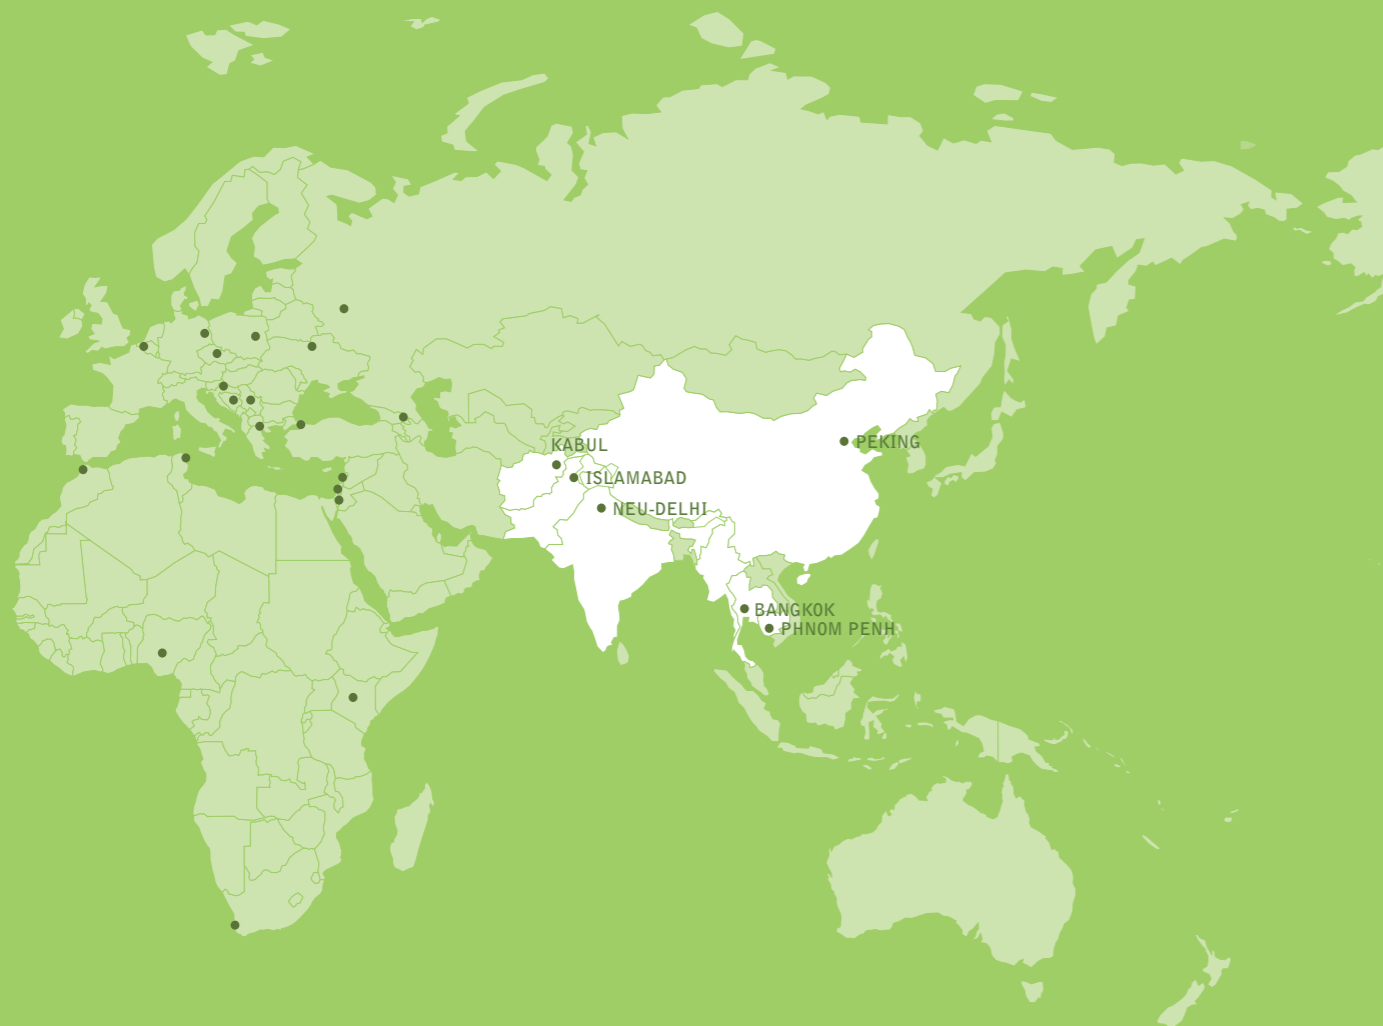 KABUL
PEKING
ISLAMABAD
NEU-DELHI
BANGKOK
PHNOM PENH